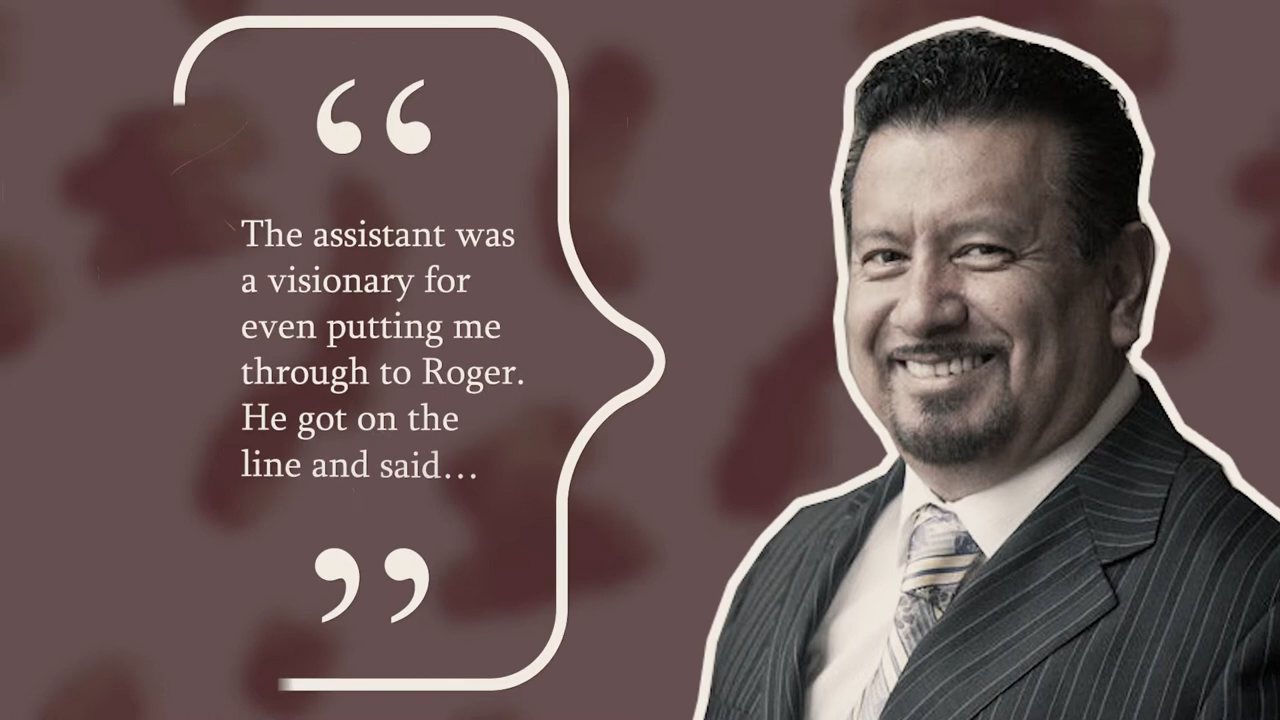 “
The assistant was
a visionary for
even putting me
through to Roger.
He got on the
line and said…
”